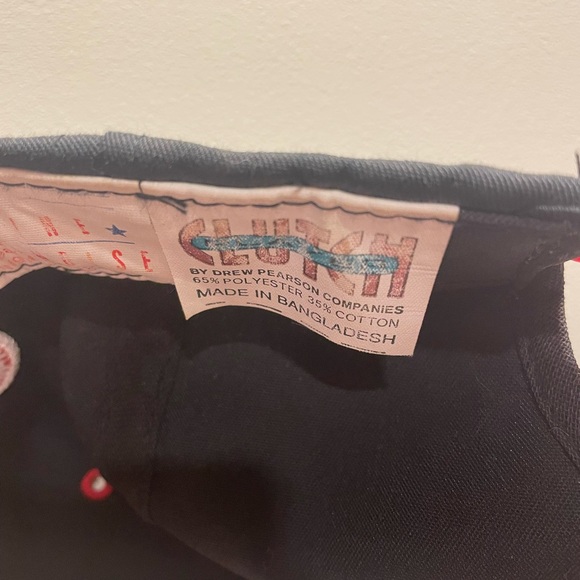 CLUTCH
BY DREW PEARSON COMPANIES
65% POLYESTER 35% COTTON
MADE IN BANGLADESH